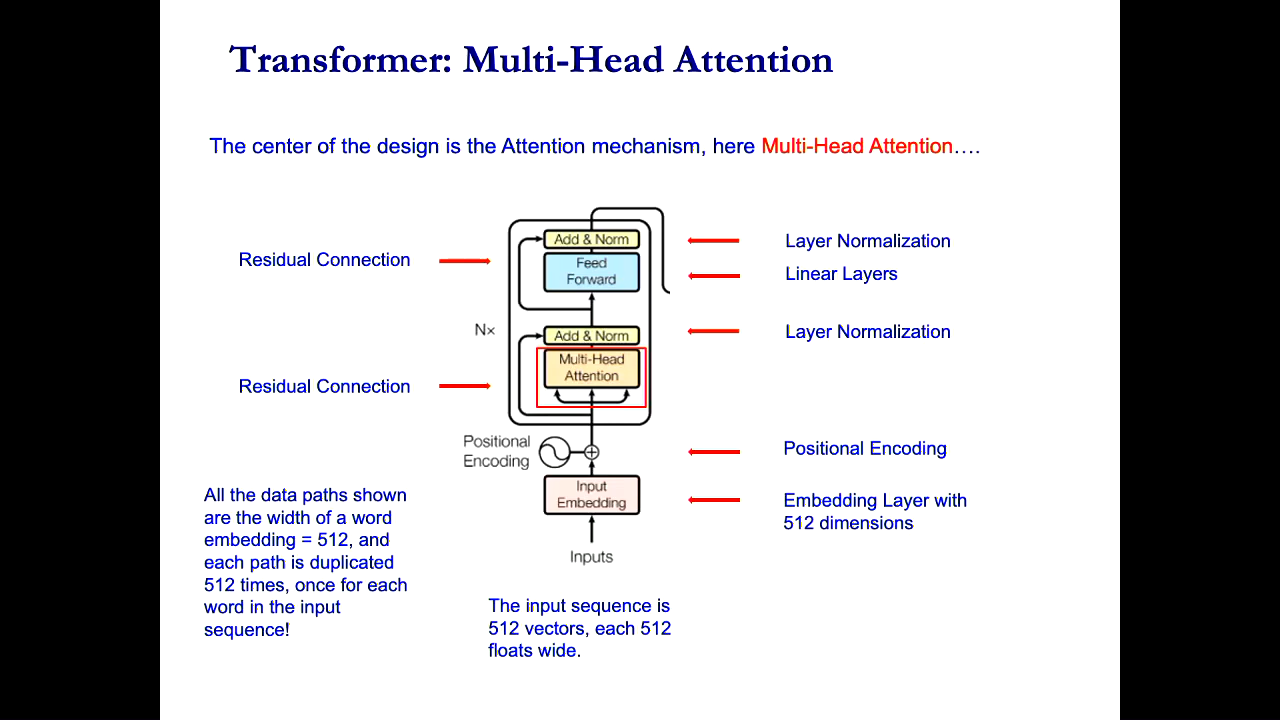 Transformer: Multi-Head Attention
The center of the design is the Attention mechanism, here Multi-Head Attention….
Add & Norm
Layer Normalization
Residual Connection
Feed
Forward
Linear Layers
Nx
Add & Norm
Layer Normalization
Multi-Head
Attention
Residual Connection
Positional
Encoding
Positional Encoding
Input
Embedding
Embedding Layer with
512 dimensions
Inputs
All the data paths shown
are the width of a word
embedding = 512, and
each path is duplicated
512 times, once for each
word in the input
sequence!
The input sequence is
512 vectors, each 512
floats wide.